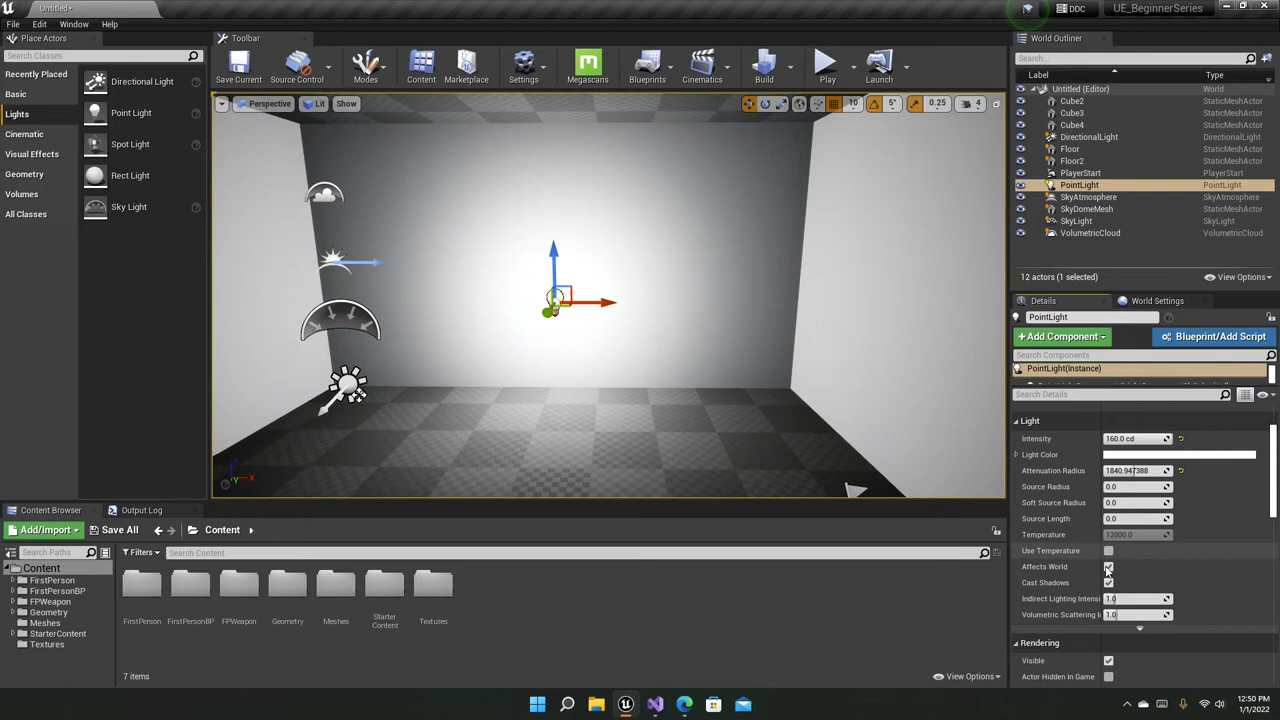 Untitled*
DDC
UE_BeginnerSeries
File Edit Window Help
Place Actors
Search Classes
Recently Placed
Basic
Lights
Cinematic
Visual Effects
Geometry
Volumes
All Classes
Directional Light
Point Light
Spot Light
Rect Light
Sky Light
Toolbar
Save Current
Source Control
Modes
Content
Marketplace
Settings
Megascans
Blueprints
Cinematics
Build
Play
Launch
Perspective Lit Show
10 5° 0.25 4
World Outliner
Search...
Label Type
Untitled (Editor) World
Cube2 StaticMeshActor
Cube3 StaticMeshActor
Cube4 StaticMeshActor
DirectionalLight DirectionalLight
Floor StaticMeshActor
Floor2 StaticMeshActor
PlayerStart PlayerStart
PointLight PointLight
SkyAtmosphere SkyAtmosphere
SkyDomeMesh StaticMeshActor
SkyLight SkyLight
VolumetricCloud VolumetricCloud
12 actors (1 selected) View Options
Details World Settings
PointLight
+Add Component Blueprint/Add Script
Search Components
PointLight(Instance)
Search Details
Light
Intensity 160.0 cd
Light Color
Attenuation Radius 1840.947388
Source Radius 0.0
Soft Source Radius 0.0
Source Length 0.0
Temperature 12000.0
Use Temperature
Affects World
Cast Shadows
Indirect Lighting Intensi 1.0
Volumetric Scattering I 1.0
Rendering
Visible
Actor Hidden In Game
Content Browser Output Log
Add/Import Save All Content
Search Paths Filters Search Content
Content
FirstPerson
FirstPersonBP
FPWeapon
Geometry
Meshes
StarterContent
Textures
FirstPerson FirstPersonBP FPWeapon Geometry Meshes Starter Content Textures
7 items View Options
12:50 PM
1/1/2022